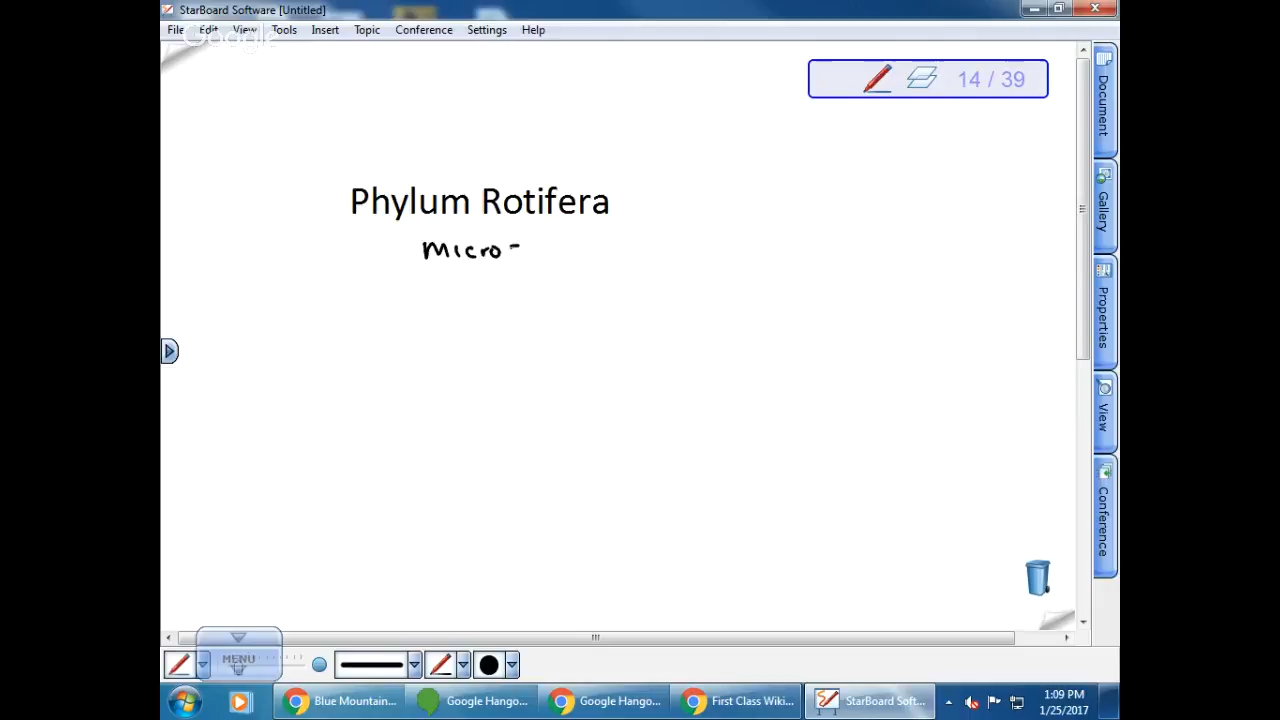 StarBoard Software [Untitled]
File Edit View Tools Insert Topic Conference Settings Help
Google
14 / 39
Document
Gallery
Properties
View
Conference
Phylum Rotifera
Micro -
MENU
Blue Mountain...
Google Hango...
Google Hango...
First Class Wiki...
StarBoard Soft...
1:09 PM
1/25/2017